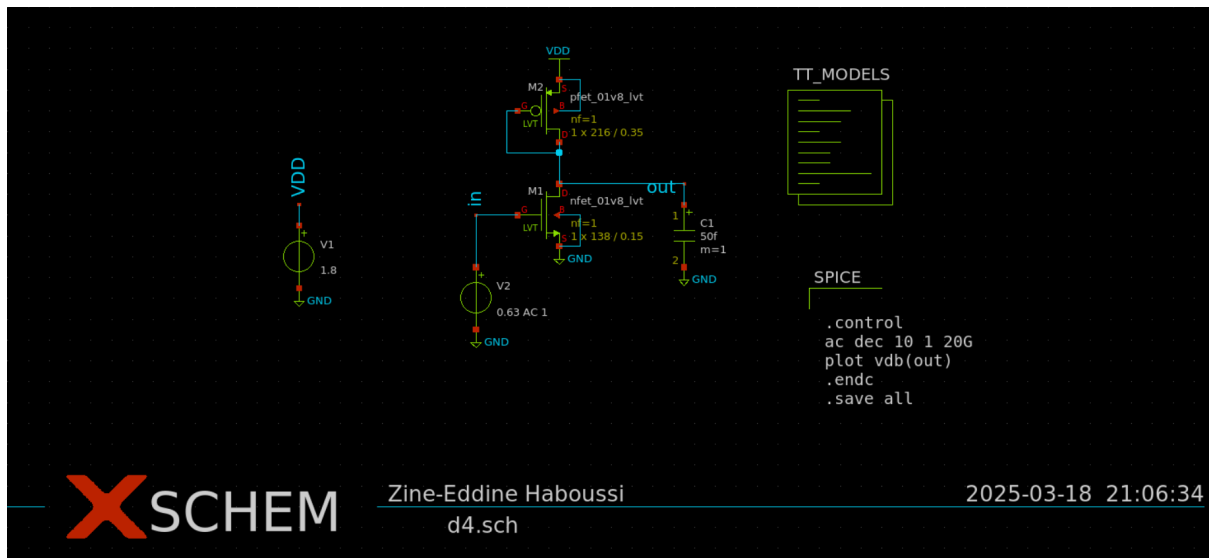 VDD
M2
S
pfet_01v8_lvt
G
B
LVT
nf=1
1 x 216 / 0.35
D
TT_MODELS
VDD
in
out
M1
D
nfet_01v8_lvt
G
B
LVT
nf=1
S
1 x 138 / 0.15
GND
1
+
C1
50f
m=1
2
GND
+
V1
1.8
GND
+
V2
0.63 AC 1
GND
SPICE
.control
ac dec 10 1 20G
plot vdb(out)
.endc
.save all
XSCHEM
Zine-Eddine Haboussi
2025-03-18 21:06:34
d4.sch